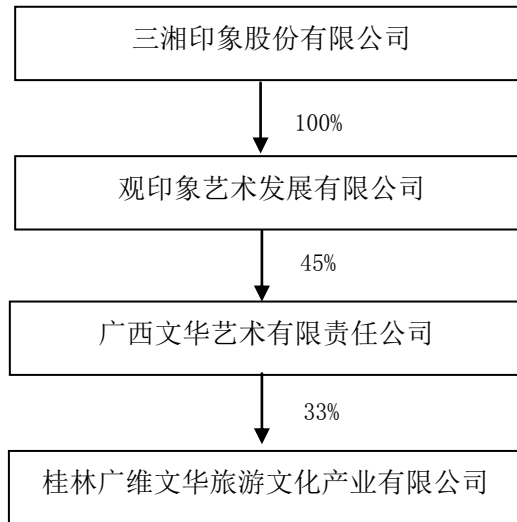 三湘印象股份有限公司
100%
观印象艺术发展有限公司
45%
广西文华艺术有限责任公司
33%
桂林广维文华旅游文化产业有限公司